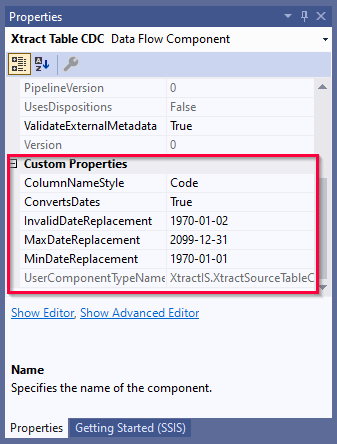 Properties
Xtract Table CDC Data Flow Component
PipelineVersion 0
UsesDispositions False
ValidateExternalMetadata True
Version 0
Custom Properties
ColumnNameStyle Code
ConvertsDates True
InvalidDateReplacement 1970-01-02
MaxDateReplacement 2099-12-31
MinDateReplacement 1970-01-01
UserComponentTypeName XtractIS.XtractSourceTableC
Show Editor, Show Advanced Editor
Name
Specifies the name of the component.
Properties Getting Started (SSIS)